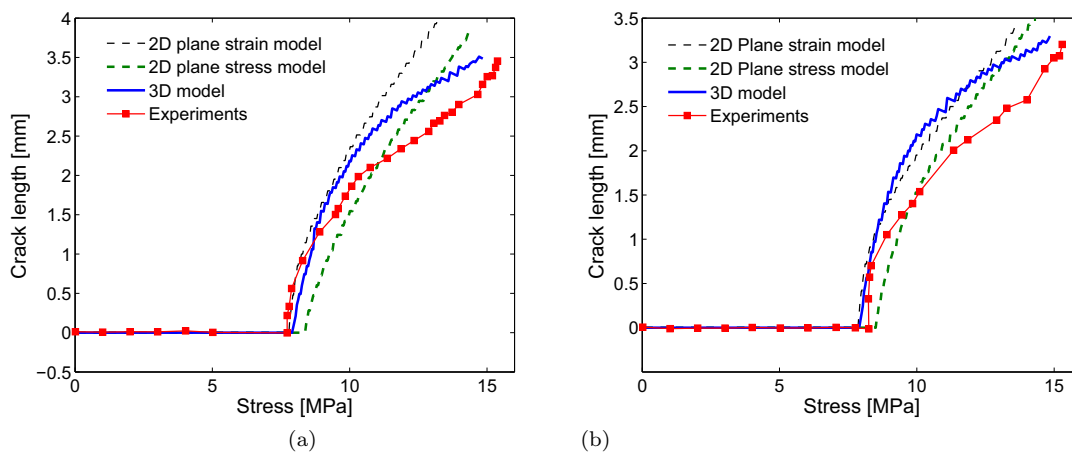 4
3.5
3
2.5
2
1.5
1
0.5
0
−0.5
Crack length [mm]
2D plane strain model
2D plane stress model
3D model
Experiments
0
5
10
15
Stress [MPa]
(a)
3.5
3
2.5
2
1.5
1
0.5
0
Crack length [mm]
2D Plane strain model
2D Plane stress model
3D model
Experiments
0
5
10
15
Stress [MPa]
(b)